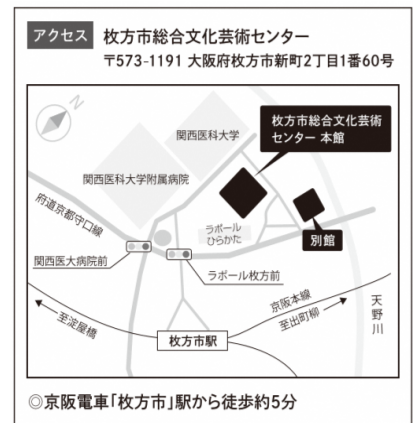 アクセス 枚方市総合文化芸術センター
〒573-1191 大阪府枚方市新町2丁目1番60号
N
関西医科大学
枚方市総合文化芸術
センター 本館
関西医科大学附属病院
府道京都守口線
ラポール
ひらかた
別館
関西医大病院前
ラポール枚方前
京阪本線
至出町柳
天野川
至淀屋橋
枚方市駅
◎京阪電車「枚方市」駅から徒歩約5分